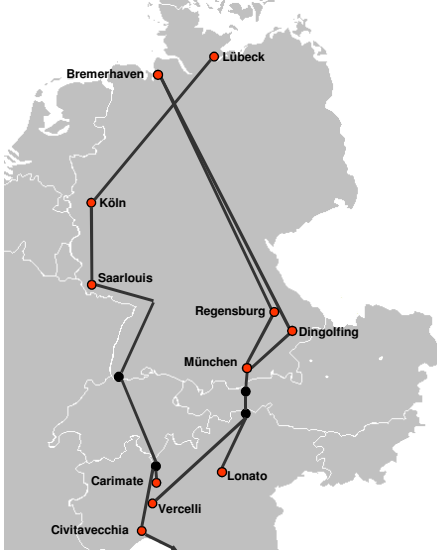 Lübeck
Bremerhaven
Köln
Saarlouis
Regensburg
Dingolfing
München
Carimate
Lonato
Vercelli
Civitavecchia